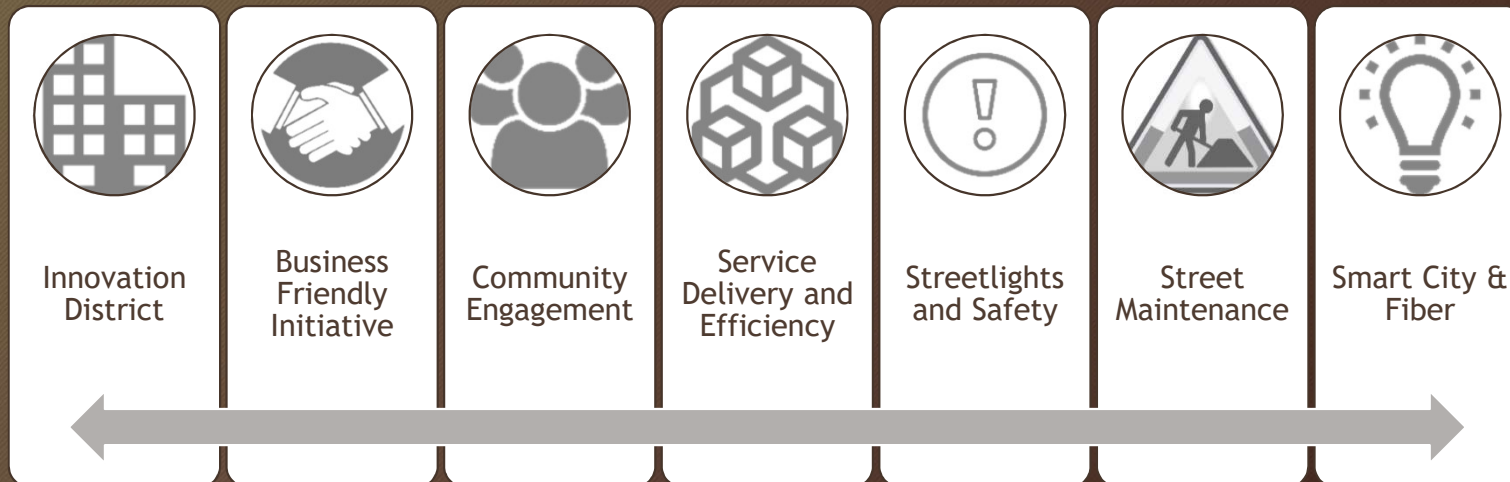 Innovation
District
Business
Friendly
Initiative
Community
Engagement
Service
Delivery and
Efficiency
Streetlights
and Safety
Street
Maintenance
Smart City &
Fiber